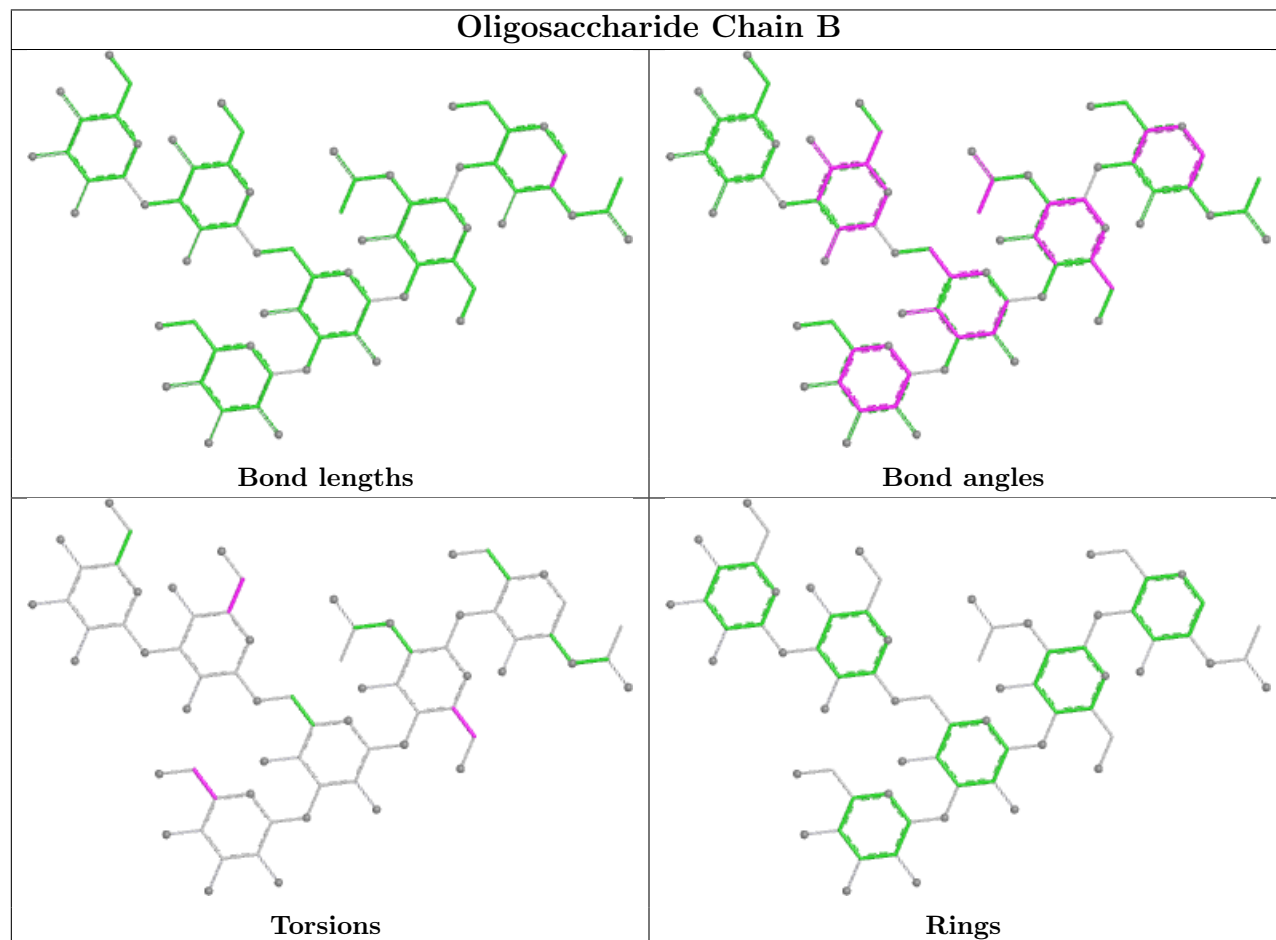 Oligosaccharide Chain B
Bond lengths
Bond angles
Torsions
Rings